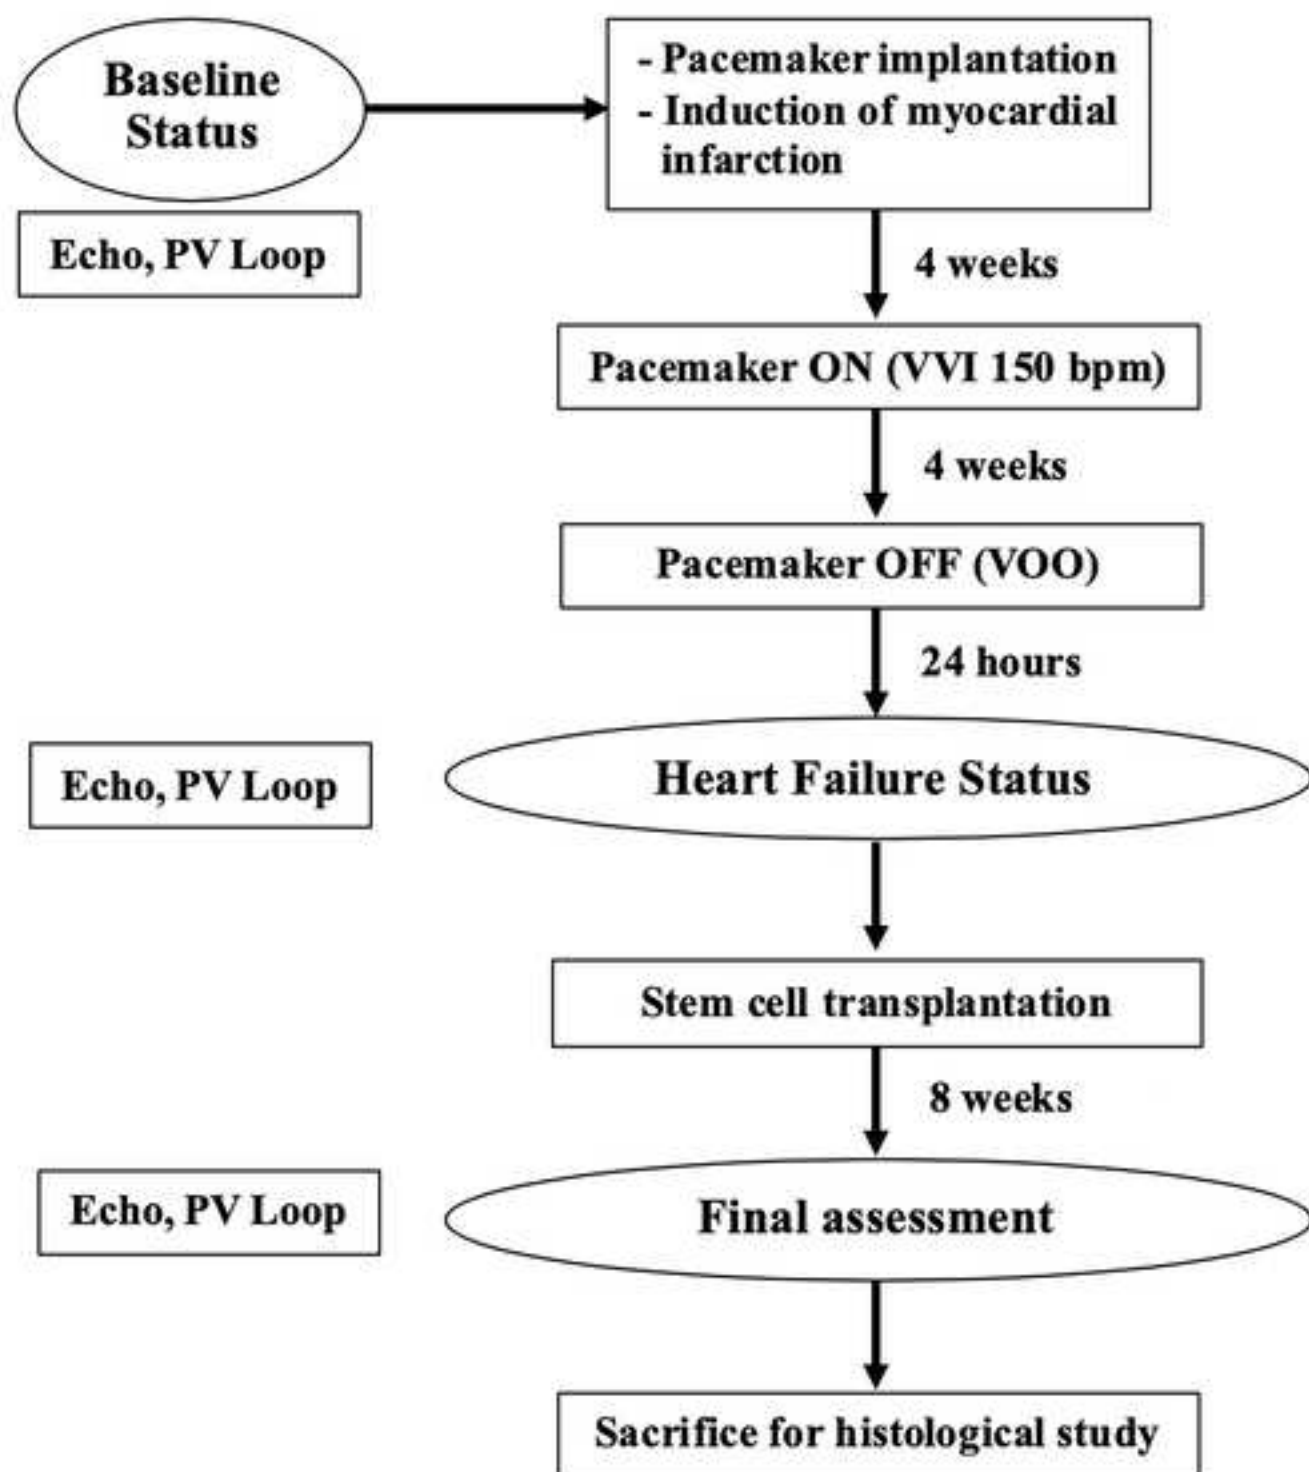 Baseline
Status
- Pacemaker implantation
- Induction of myocardial
infarction
Echo, PV Loop
4 weeks
Pacemaker ON (VVI 150 bpm)
4 weeks
Pacemaker OFF (VOO)
24 hours
Echo, PV Loop
Heart Failure Status
Stem cell transplantation
8 weeks
Echo, PV Loop
Final assessment
Sacrifice for histological study